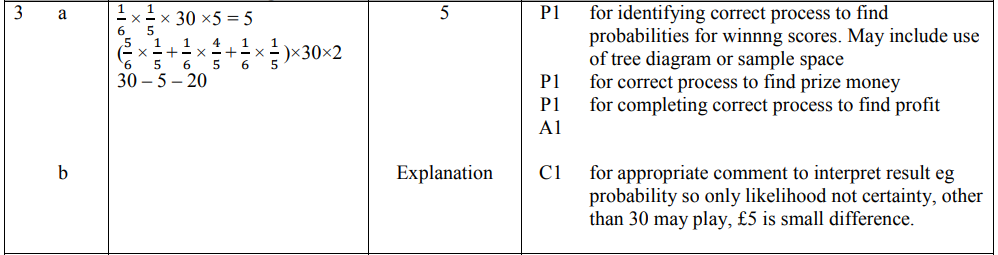 3 a 1/6 × 1/5 × 30 ×5 = 5 5 P1 for identifying correct process to find
(5/6 × 1/5 + 1/6 × 4/5 + 1/6 × 1/5)×30×2 probabilities for winnng scores. May include use
of tree diagram or sample space
30 – 5 – 20 P1 for correct process to find prize money
P1 for completing correct process to find profit
A1
b Explanation C1 for appropriate comment to interpret result eg
probability so only likelihood not certainty, other
than 30 may play, £5 is small difference.